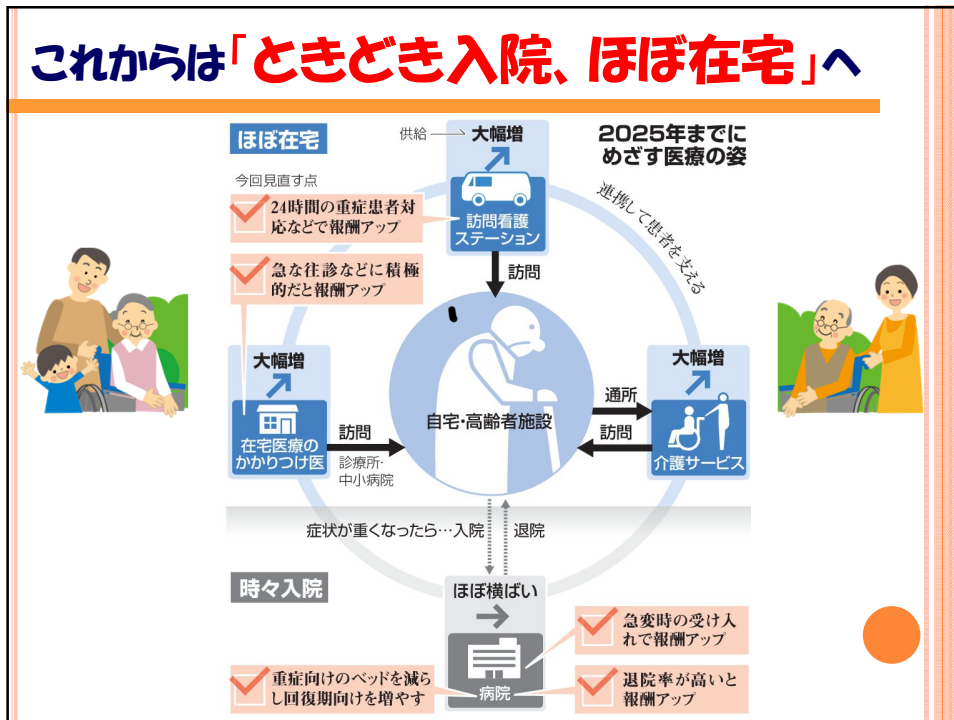 これからは「ときどき入院、ほぼ在宅」へ
ほぼ在宅
供給
大幅増
2025年までに
めざす医療の姿
今回見直す点
24時間の重症患者対
応などで報酬アップ
訪問看護
ステーション
連携して患者を支える
急な往診などに積極
的だと報酬アップ
訪問
大幅増
在宅医療の
かかりつけ医
訪問
診療所・
中小病院
自宅・高齢者施設
通所
訪問
大幅増
介護サービス
症状が重くなったら…入院
退院
時々入院
ほぼ横ばい
病院
急変時の受け入
れで報酬アップ
重症向けのベッドを減ら
し回復期向けを増やす
退院率が高いと
報酬アップ